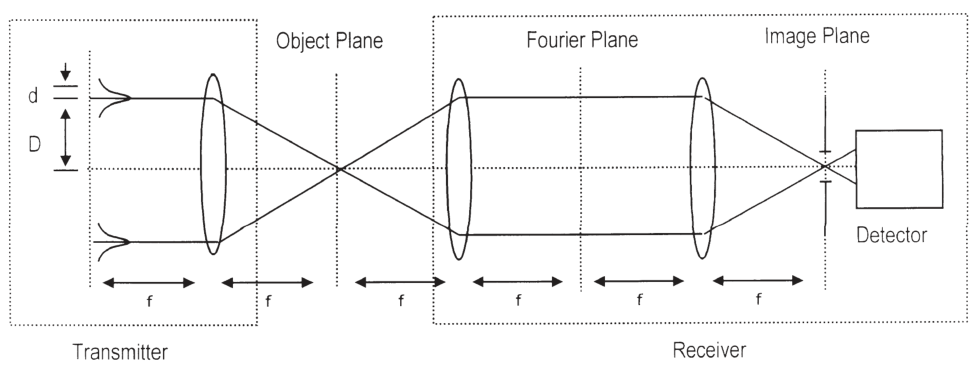 Object Plane
Fourier Plane
Image Plane
d
D
Detector
f
f
f
f
f
f
Transmitter
Receiver